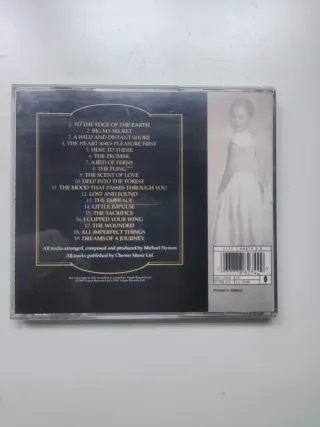 1. TO THE EDGE OF THE EARTH
2. BIG MY SECRET
3. A WILD AND DISTANT SHORE
4. THE HEART ASKS PLEASURE FIRST
5. HERE TO THERE
6. THE PROMISE
7. A BED OF FERNS
8. THE FLING
9. THE SCENT OF LOVE
10. DEEP INTO THE FOREST
11. THE MOOD THAT PASSES THROUGH YOU
12. LOST AND FOUND
13. THE EMBRACE
14. LITTLE IMPULSE
15. THE SACRIFICE
16. I CLIPPED YOUR WING
17. THE WOUNDED
18. ALL IMPERFECT THINGS
19. DREAMS OF A JOURNEY
All tracks arranged, composed and produced by Michael Nyman
All tracks published by Chester Music Ltd.